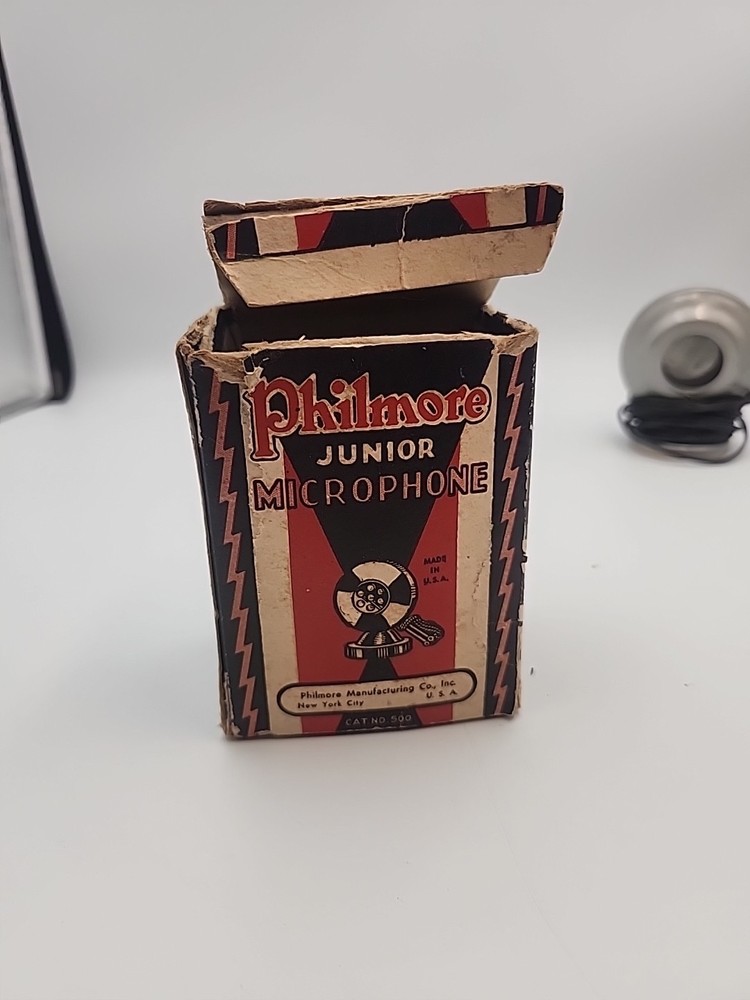 Philmore
JUNIOR
MICROPHONE
MADE
IN
U.S.A.
Philmore Manufacturing Co., Inc.
New York City U. S. A.
CAT. NO. 500